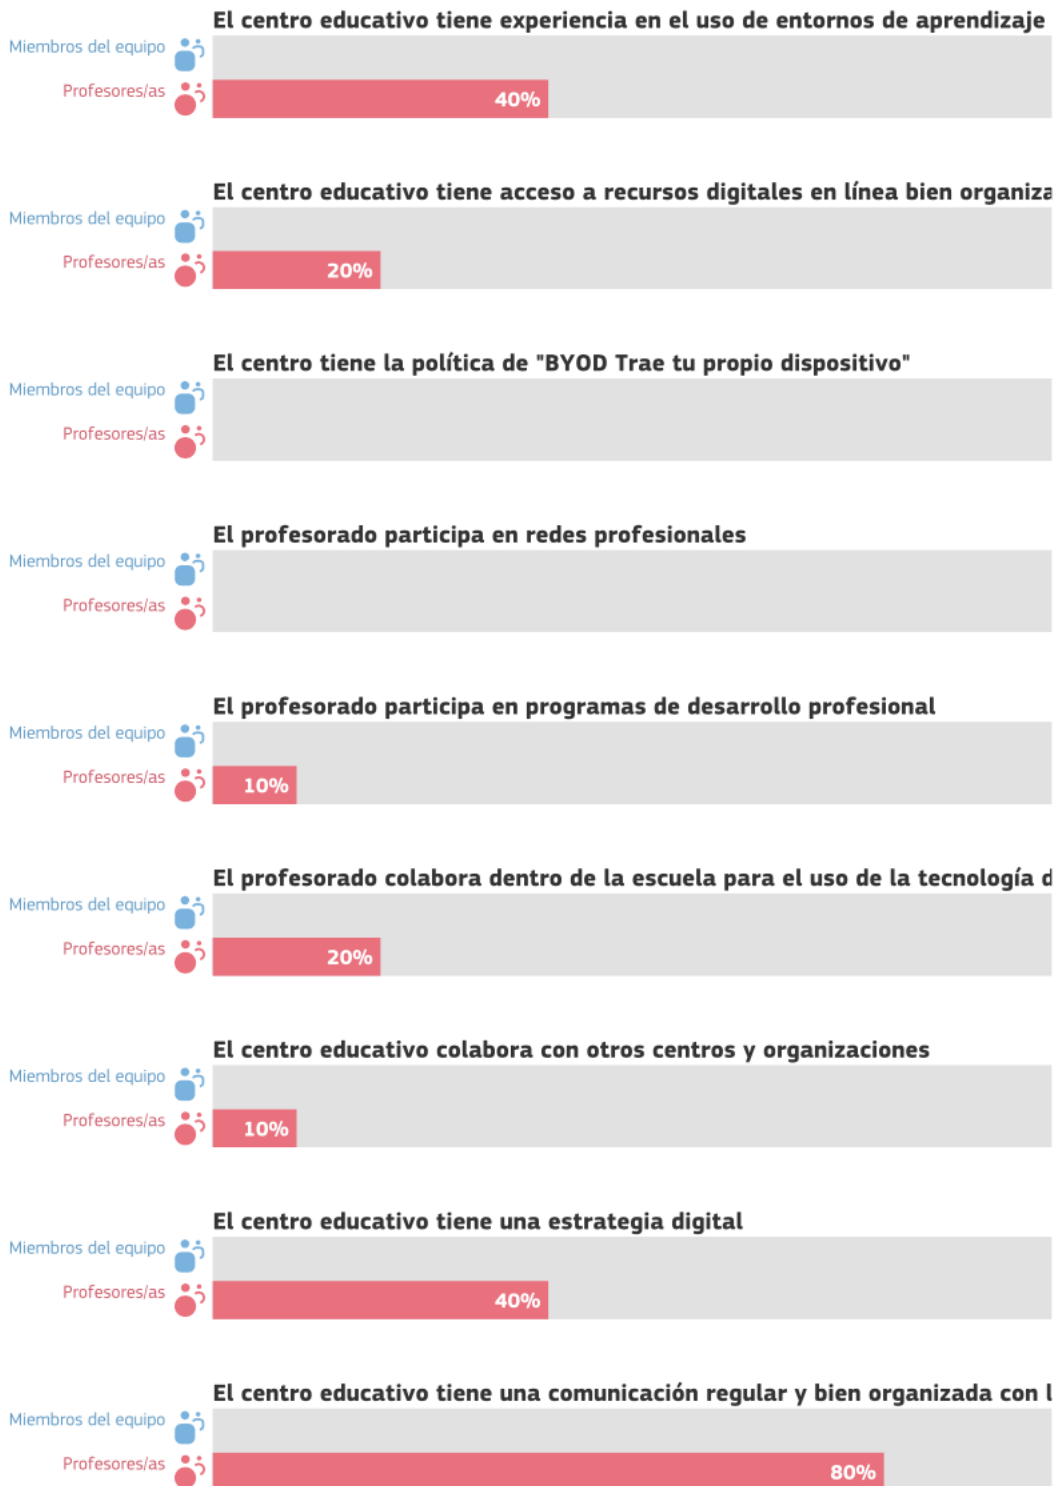 El centro educativo tiene experiencia en el uso de entornos de aprendizaje
Miembros del equipo
Profesores/as
40%
El centro educativo tiene acceso a recursos digitales en línea bien organiza
Miembros del equipo
Profesores/as
20%
El centro tiene la política de "BYOD Trae tu propio dispositivo"
Miembros del equipo
Profesores/as
El profesorado participa en redes profesionales
Miembros del equipo
Profesores/as
El profesorado participa en programas de desarrollo profesional
Miembros del equipo
Profesores/as
10%
El profesorado colabora dentro de la escuela para el uso de la tecnología d
Miembros del equipo
Profesores/as
20%
El centro educativo colabora con otros centros y organizaciones
Miembros del equipo
Profesores/as
10%
El centro educativo tiene una estrategia digital
Miembros del equipo
Profesores/as
40%
El centro educativo tiene una comunicación regular y bien organizada con l
Miembros del equipo
Profesores/as
80%